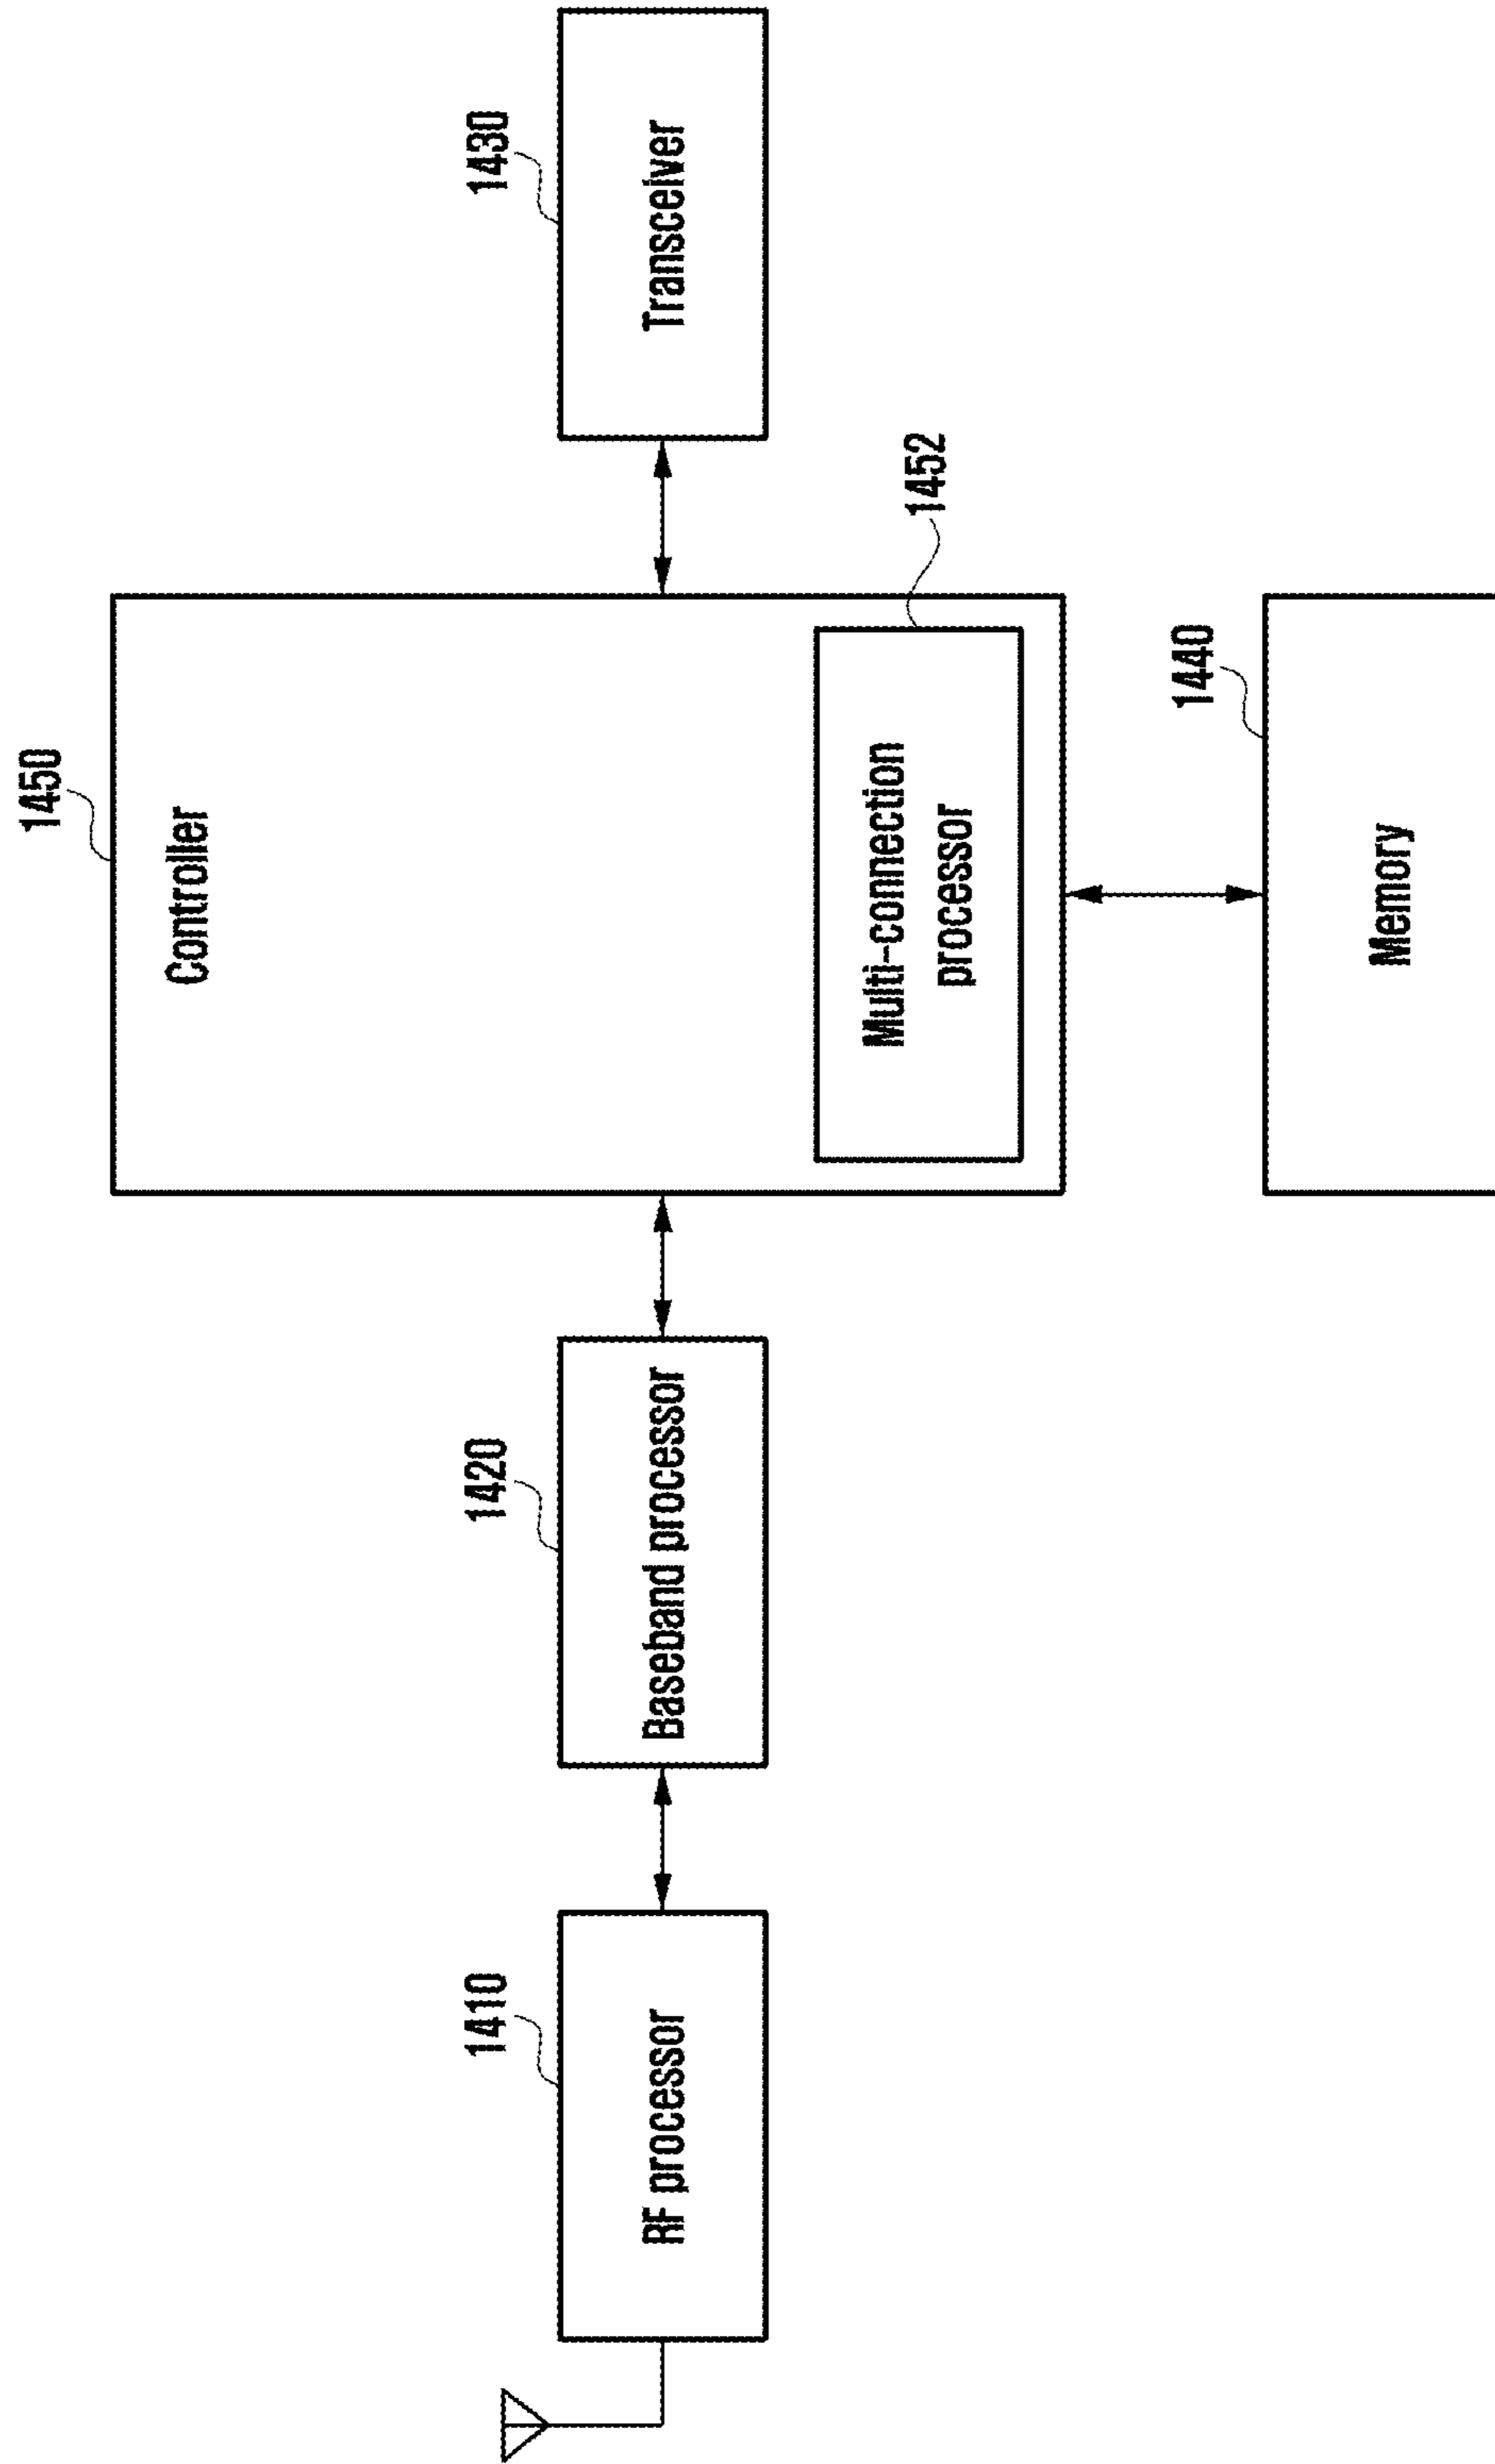 1450
Controller
1410
RF processor
1420
Baseband processor
1430
Transceiver
1452
Multi-connection
processor
1440
Memory